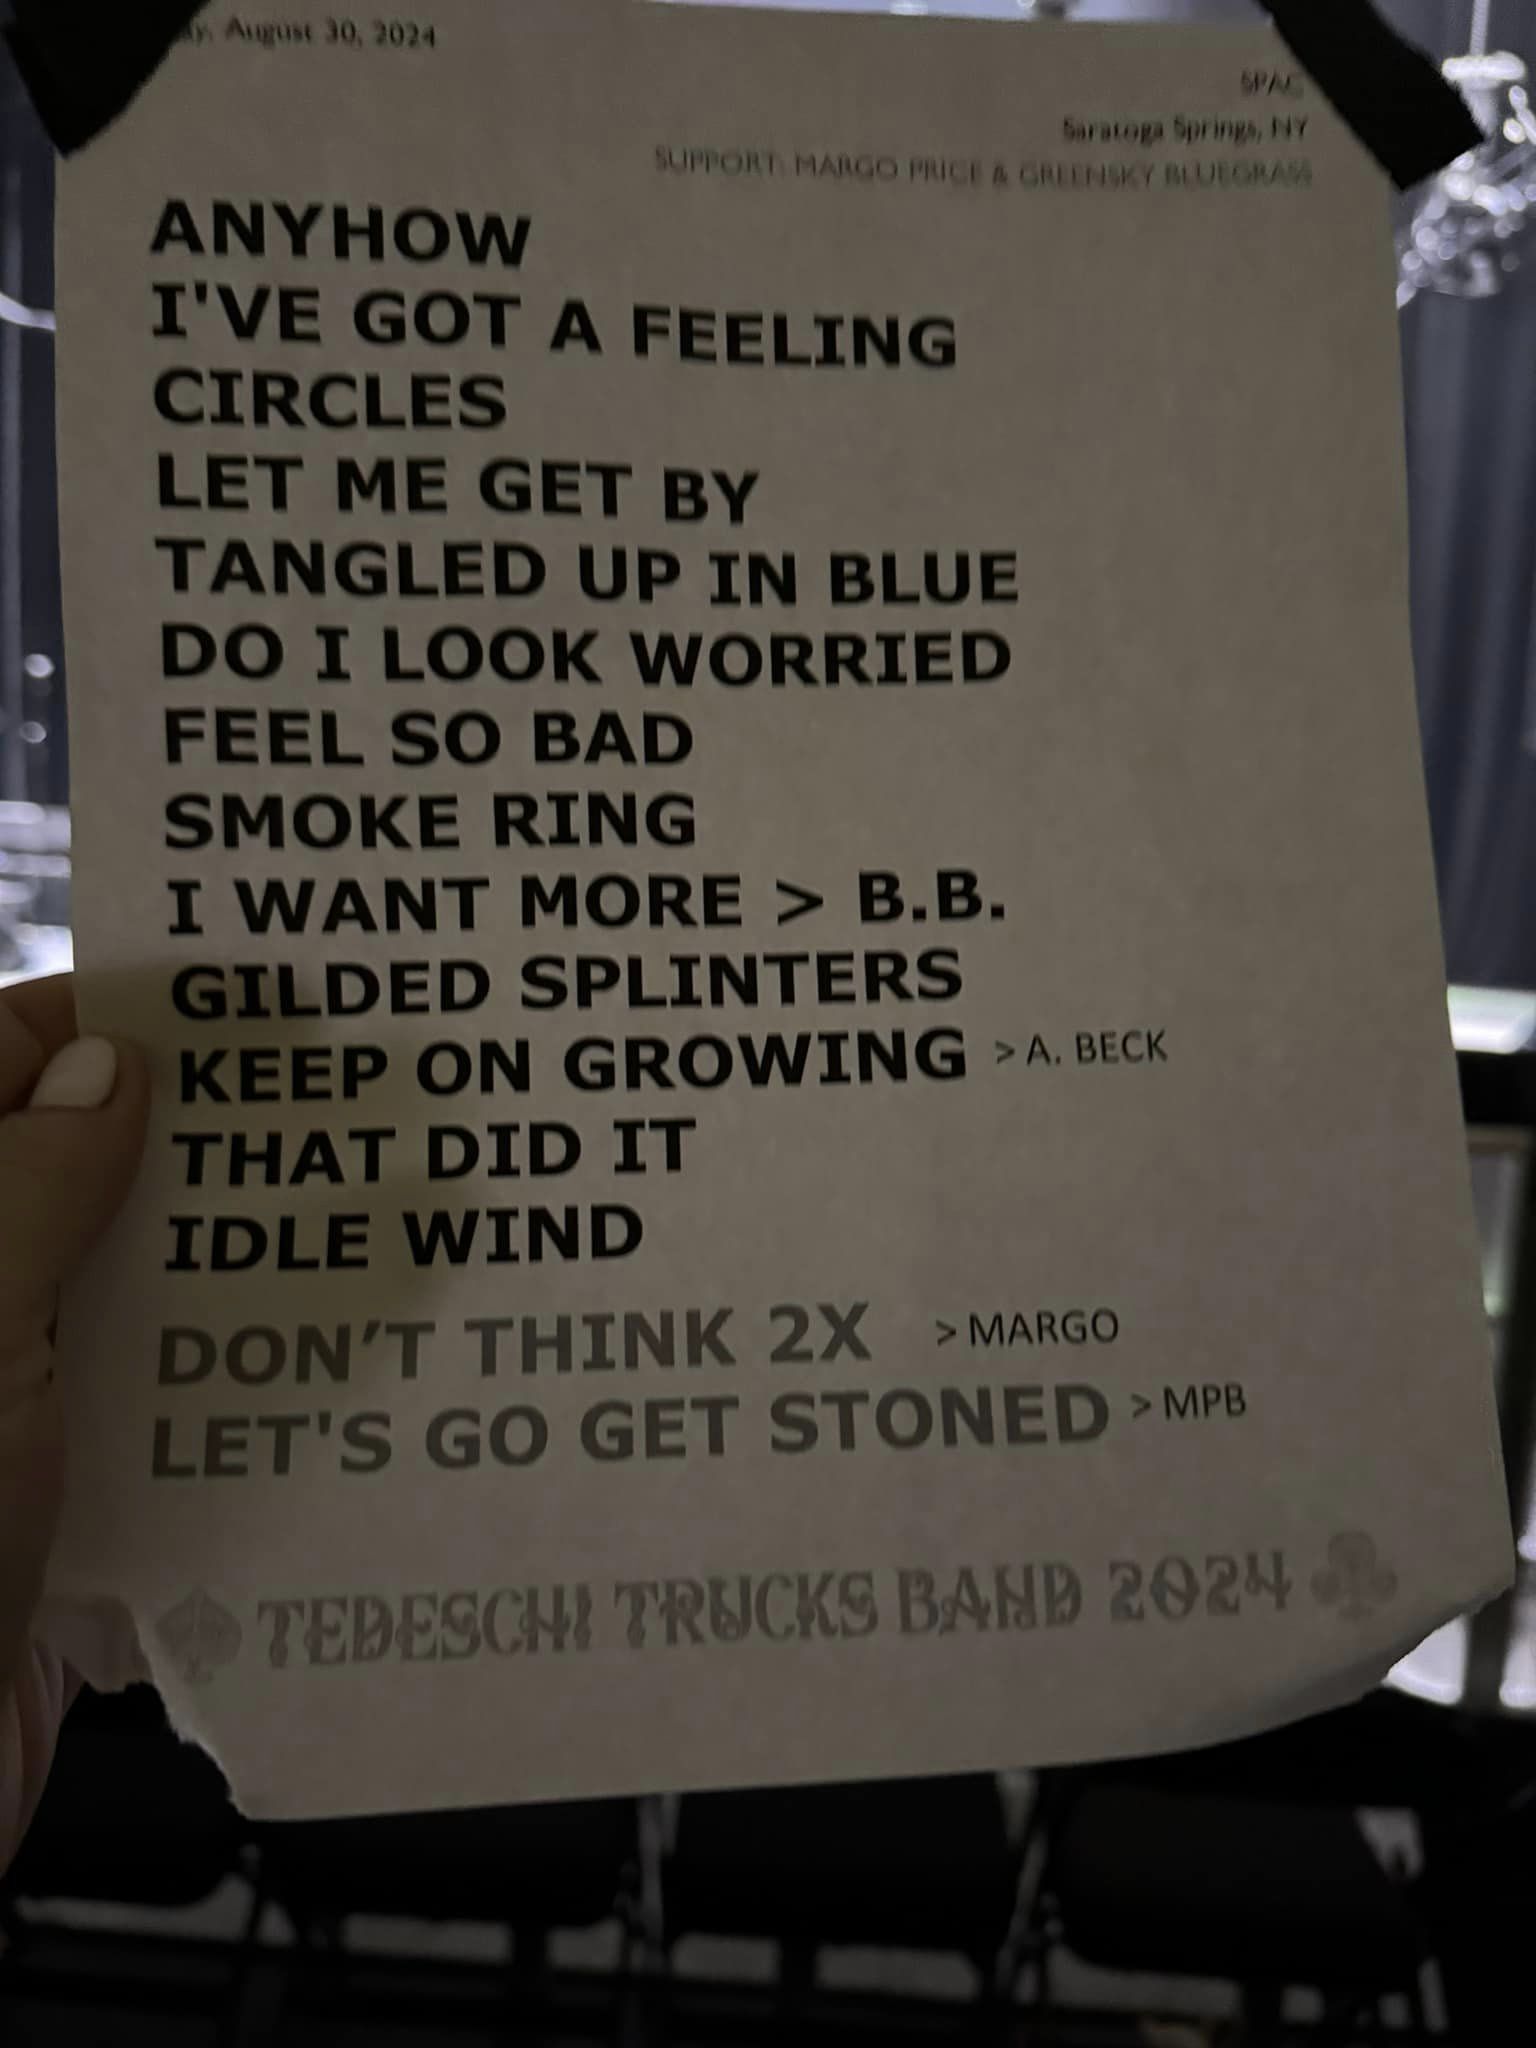 ay, August 30, 2024
SPAC
Saratoga Springs, NY
SUPPORT: MARGO PRICE & GREENSKY BLUEGRASS
ANYHOW
I'VE GOT A FEELING
CIRCLES
LET ME GET BY
TANGLED UP IN BLUE
DO I LOOK WORRIED
FEEL SO BAD
SMOKE RING
I WANT MORE > B.B.
GILDED SPLINTERS
KEEP ON GROWING > A. BECK
THAT DID IT
IDLE WIND
DON’T THINK 2X > MARGO
LET'S GO GET STONED > MPB
TEDESCHI TRUCKS BAND 2024